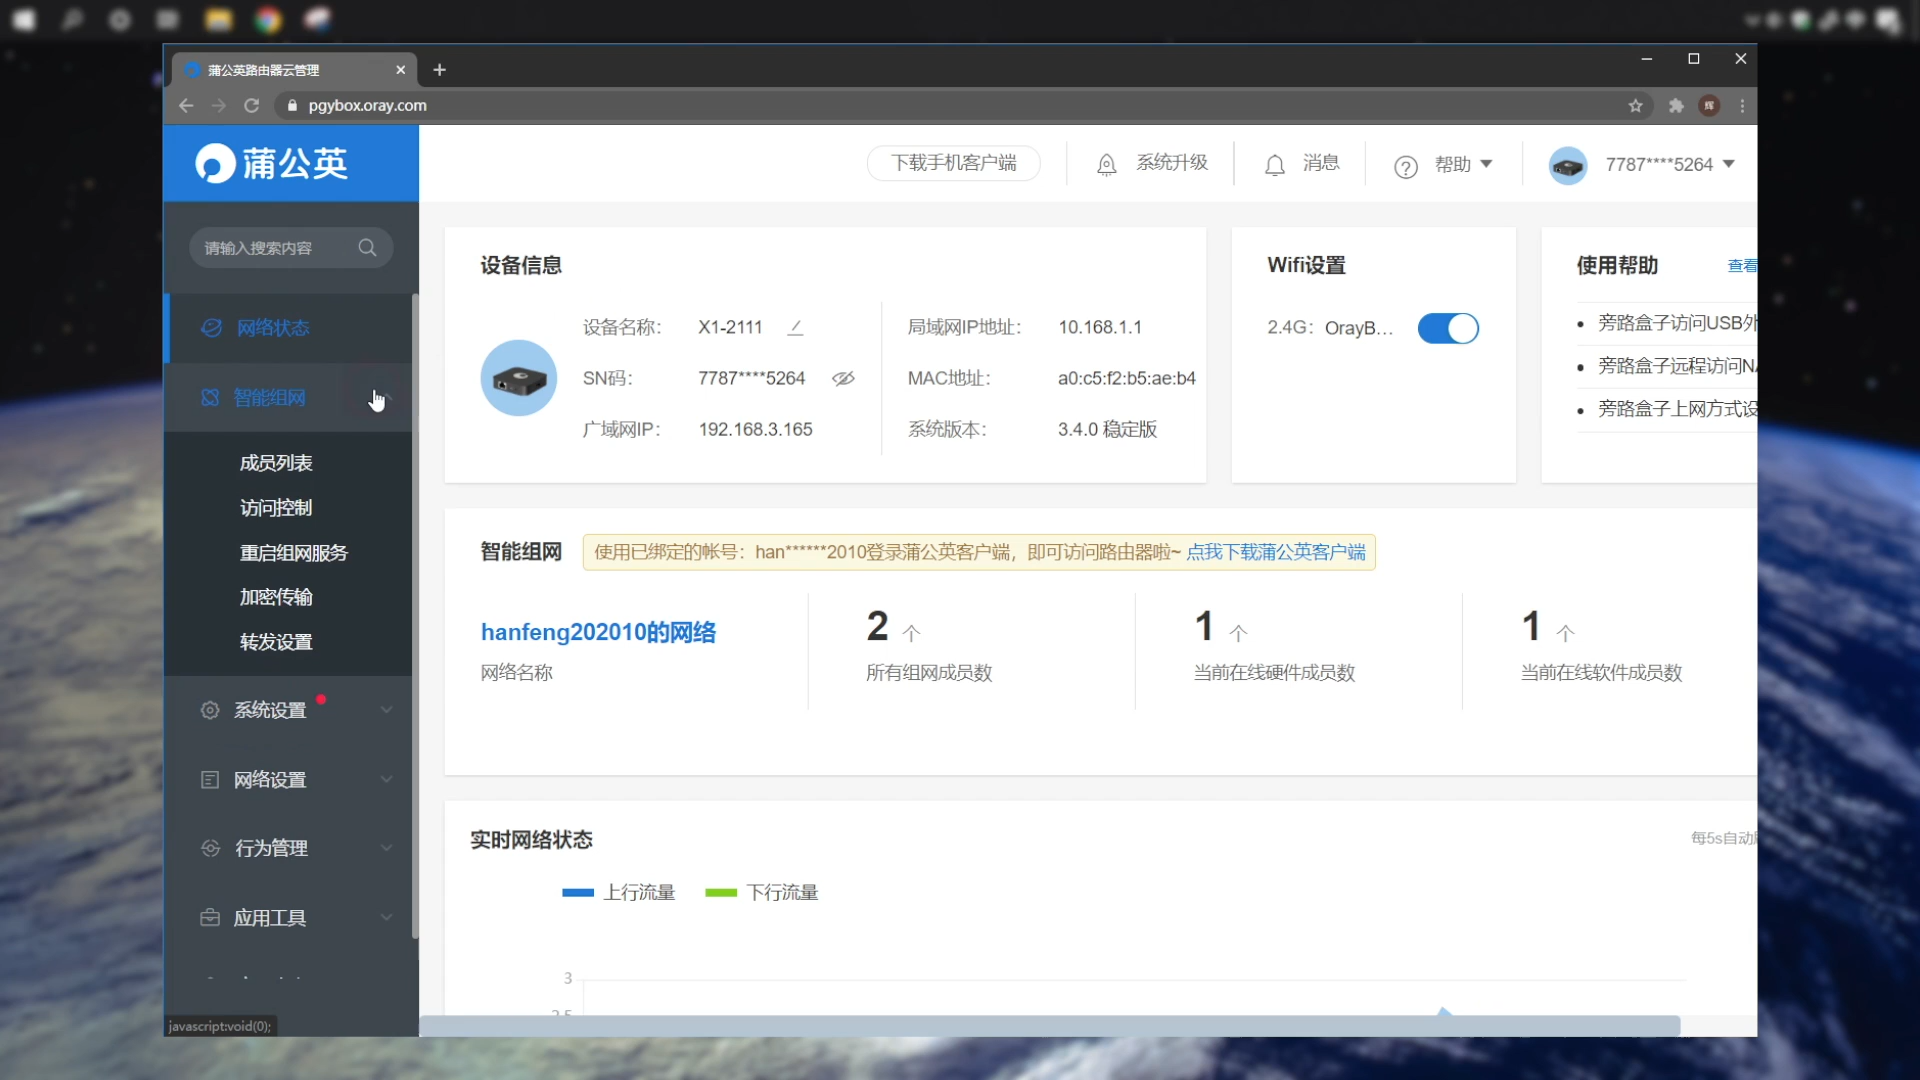 蒲公英路由器云管理
pgybox.oray.com
辉
蒲公英
下载手机客户端
系统升级
消息
帮助
7787****5264
请输入搜索内容
网络状态
智能组网
成员列表
访问控制
重启组网服务
加密传输
转发设置
系统设置
网络设置
行为管理
应用工具
设备信息
设备名称: X1-2111
SN码: 7787****5264
广域网IP: 192.168.3.165
局域网IP地址: 10.168.1.1
MAC地址: a0:c5:f2:b5:ae:b4
系统版本: 3.4.0 稳定版
Wifi设置
2.4G: OrayB...
使用帮助
查看
旁路盒子访问USB外
旁路盒子远程访问NA
旁路盒子上网方式设
智能组网
使用已绑定的帐号：han******2010登录蒲公英客户端，即可访问路由器啦~ 点我下载蒲公英客户端
hanfeng202010的网络
网络名称
2 个
所有组网成员数
1 个
当前在线硬件成员数
1 个
当前在线软件成员数
实时网络状态
每5s自动
上行流量
下行流量
3
2.5
javascript:void(0);